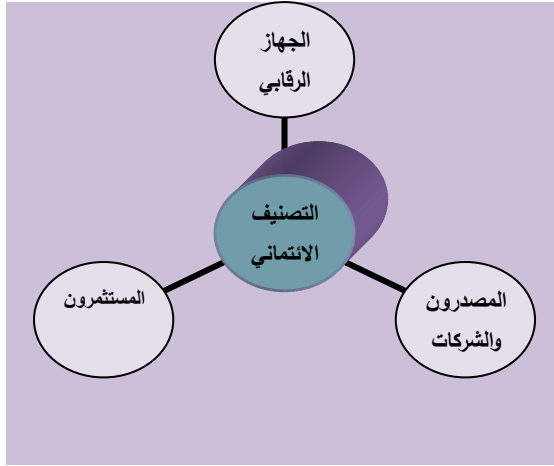 الجهاز
الرقابي
التصنيف
الائتماني
المصدرون
والشركات
المستثمرون